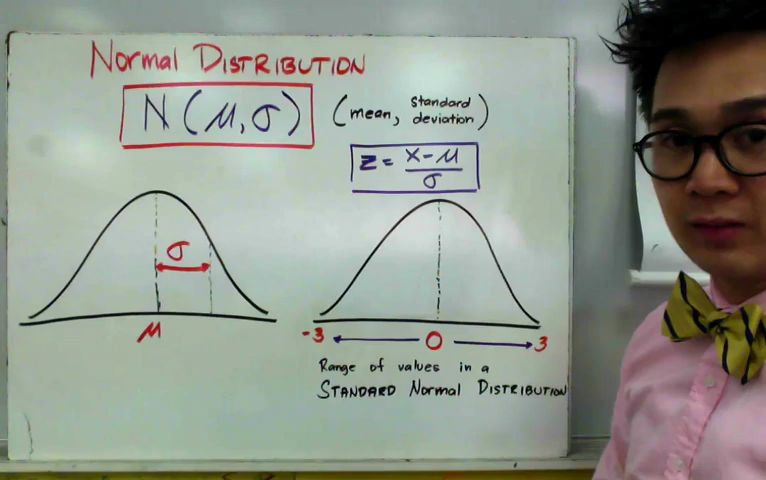 Normal DISTRIBUTION
N(μ,σ) (mean, standard deviation)
z = x-μ
σ
σ
μ
-3 0 3
Range of values in a
STANDARD Normal DISTRIBUTION